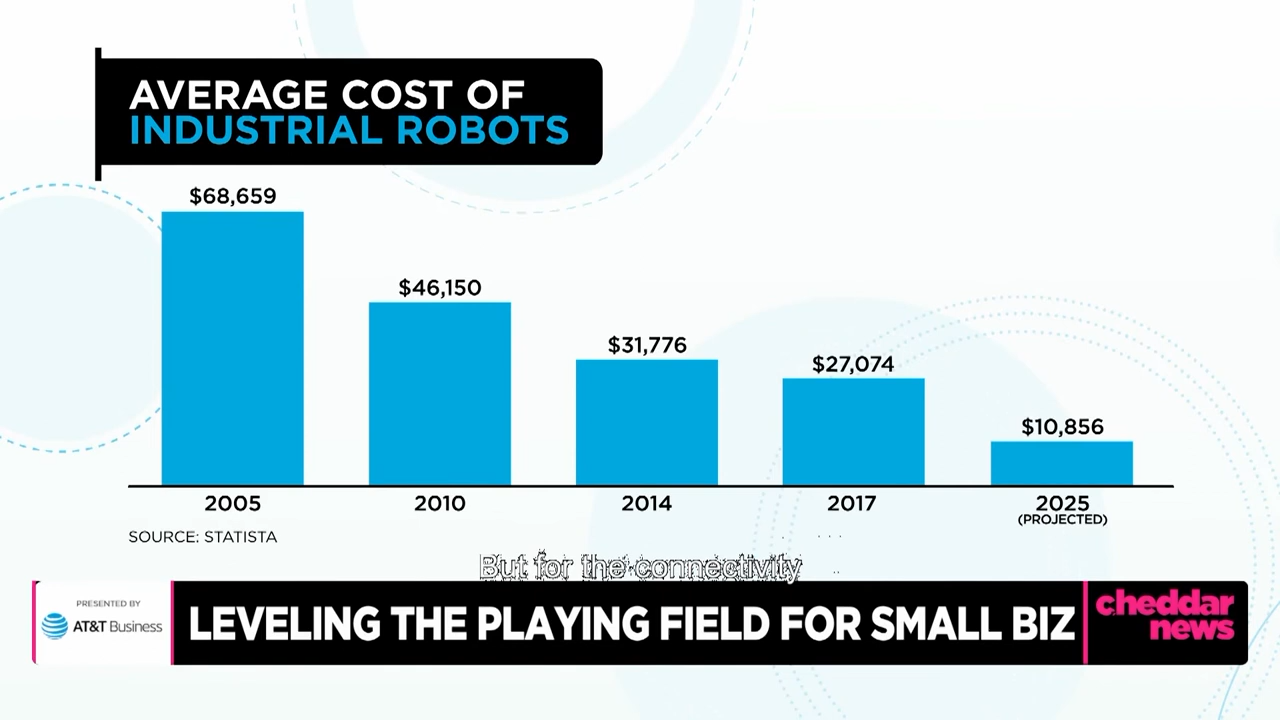 AVERAGE COST OF
INDUSTRIAL ROBOTS
$68,659
$46,150
$31,776
$27,074
$10,856
2005
2010
2014
2017
2025
(PROJECTED)
SOURCE: STATISTA
But for the connectivity
PRESENTED BY
AT&T Business
LEVELING THE PLAYING FIELD FOR SMALL BIZ
cheddar
news